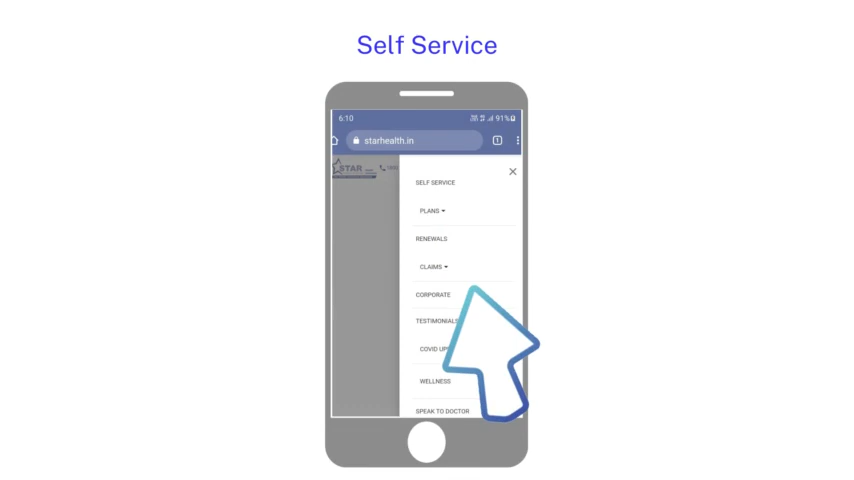 Self Service
6:10
91%
starhealth.in
1
STAR
SELF SERVICE
PLANS
RENEWALS
CLAIMS
CORPORATE
TESTIMONIALS
COVID
WELLNESS
SPEAK TO DOCTOR